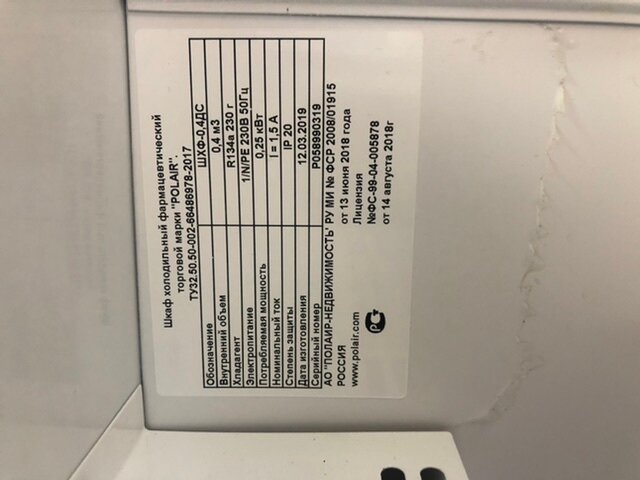 Шкаф холодильный фармацевтический
торговой марки "POLAIR".
ТУ32.50.50-002-66486978-2017
Обозначение ШХФ-0,4ДС
Внутренний объем 0,4 м3
Хладагент R134a 230 г
Электропитание 1/N/PE 230В 50Гц
Потребляемая мощность 0,25 кВт
Номинальный ток I = 1,5 А
Степень защиты IP 20
Дата изготовления 12.03.2019
Серийный номер P058990319
АО "ПОЛАИР-НЕДВИЖИМОСТЬ' РУ МИ № ФСР 2008/01915
РОССИЯ от 13 июня 2018 года
www.polair.com Лицензия
№ФС-99-04-005878
от 14 августа 2018г
РСТ